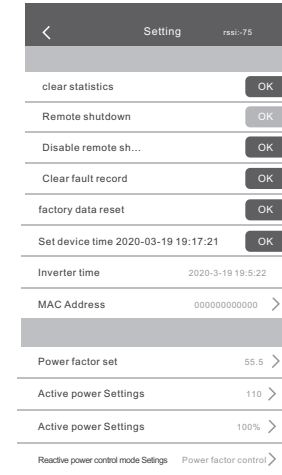 Setting rssi:-75
clear statistics OK
Remote shutdown OK
Disable remote sh... OK
Clear fault record OK
factory data reset OK
Set device time 2020-03-19 19:17:21 OK
Inverter time 2020-3-19 19:5:22
MAC Address 000000000000
Power factor set 55.5
Active power Settings 110
Active power Settings 100%
Reactive power control mode Setings Power factor control